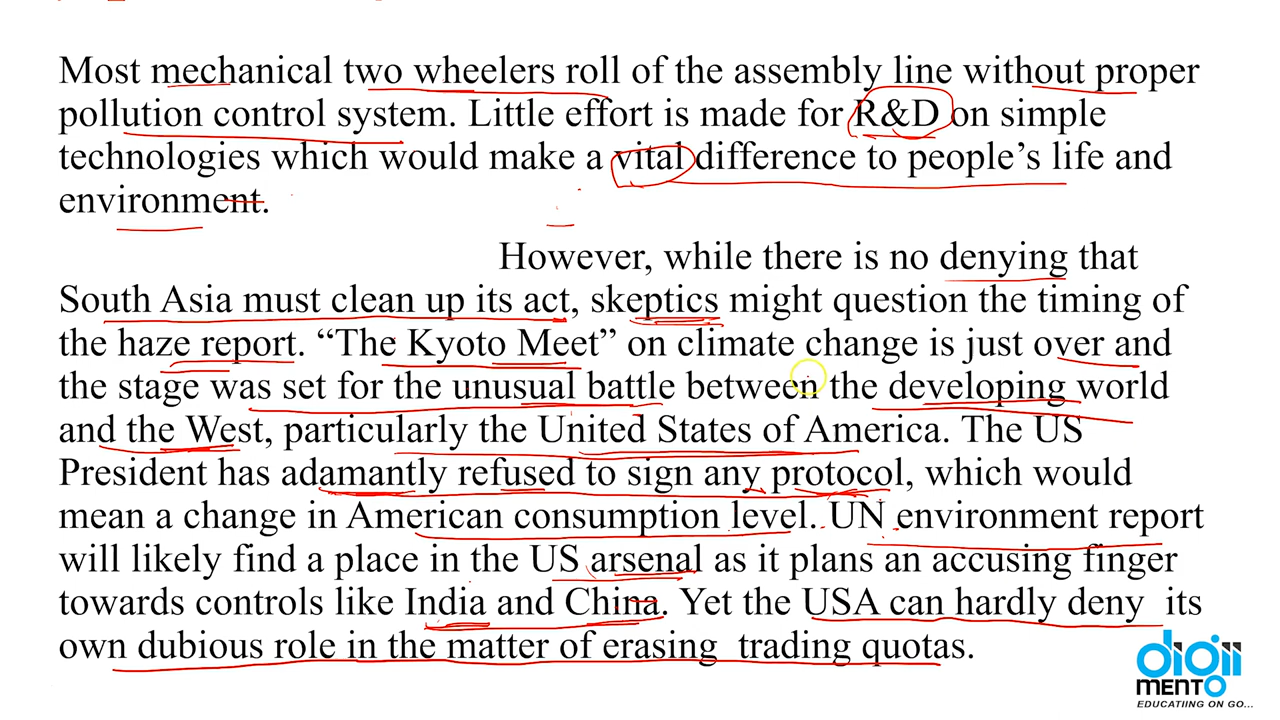 Most mechanical two wheelers roll of the assembly line without proper
pollution control system. Little effort is made for R&D on simple
technologies which would make a vital difference to people's life and
environment.
However, while there is no denying that
South Asia must clean up its act, skeptics might question the timing of
the haze report. “The Kyoto Meet” on climate change is just over and
the stage was set for the unusual battle between the developing world
and the West, particularly the United States of America. The US
President has adamantly refused to sign any protocol, which would
mean a change in American consumption level. UN environment report
will likely find a place in the US arsenal as it plans an accusing finger
towards controls like India and China. Yet the USA can hardly deny its
own dubious role in the matter of erasing trading quotas.
digii
MENTO
EDUCATIING ON GO...